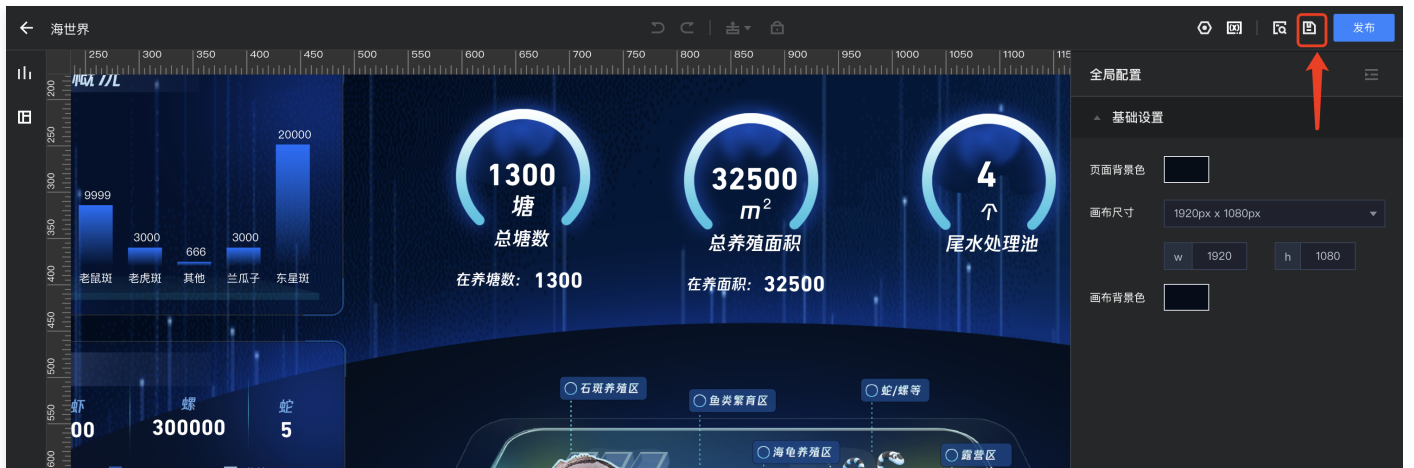 海世界
(x)
发布
250 300 350 400 450 500 550 600 650 700 750 800 850 900 950 1000 1050 1100 115
200
250
300
350
400
450
500
550
600
概况
20000
9999
3000
666
3000
老鼠斑 老虎斑 其他 兰瓜子 东星斑
1300
塘
总塘数
在养塘数: 1300
32500
m²
总养殖面积
在养面积: 32500
4
个
尾水处理池
虾 螺 蛇
00 300000 5
石斑养殖区
鱼类繁育区
蛇/螺等
海龟养殖区
露营区
全局配置
基础设置
页面背景色
画布尺寸 1920px x 1080px
w 1920 h 1080
画布背景色